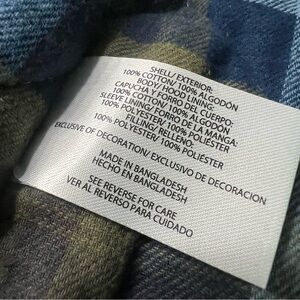 SHELL/ EXTERIOR:
100% COTTON/ 100% ALGODÓN
BODY/ HOOD LINING:
CAPUCHA Y FORRO DEL CUERPO:
100% COTTON/ 100% ALGODÓN
SLEEVE LINING/ FORRO DE LA MANGA:
100% POLYESTER/ 100% POLIÉSTER
FILLING/ RELLENO:
100% POLYESTER/ 100% POLIÉSTER
EXCLUSIVE OF DECORATION/ EXCLUSIVO DE DECORACIÓN
MADE IN BANGLADESH
HECHO EN BANGLADESH
SEE REVERSE FOR CARE
VER AL REVERSO PARA CUIDADO